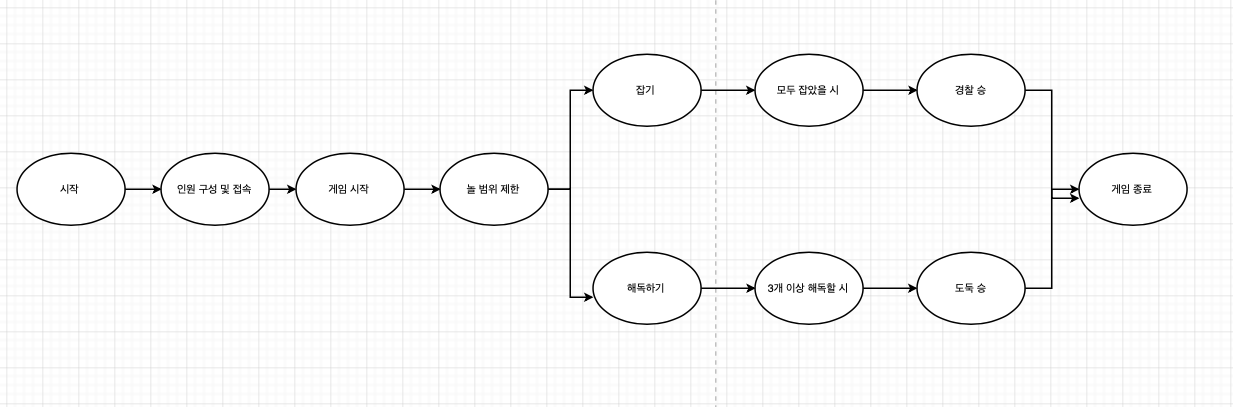 시작
인원 구성 및 접속
게임 시작
놀 범위 제한
잡기
모두 잡았을 시
경찰 승
해독하기
3개 이상 해독할 시
도둑 승
게임 종료